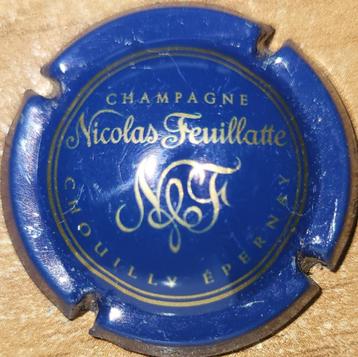 CHAMPAGNE
Nicolas Feuillatte
NF
CHOUILLY ÉPERNAY